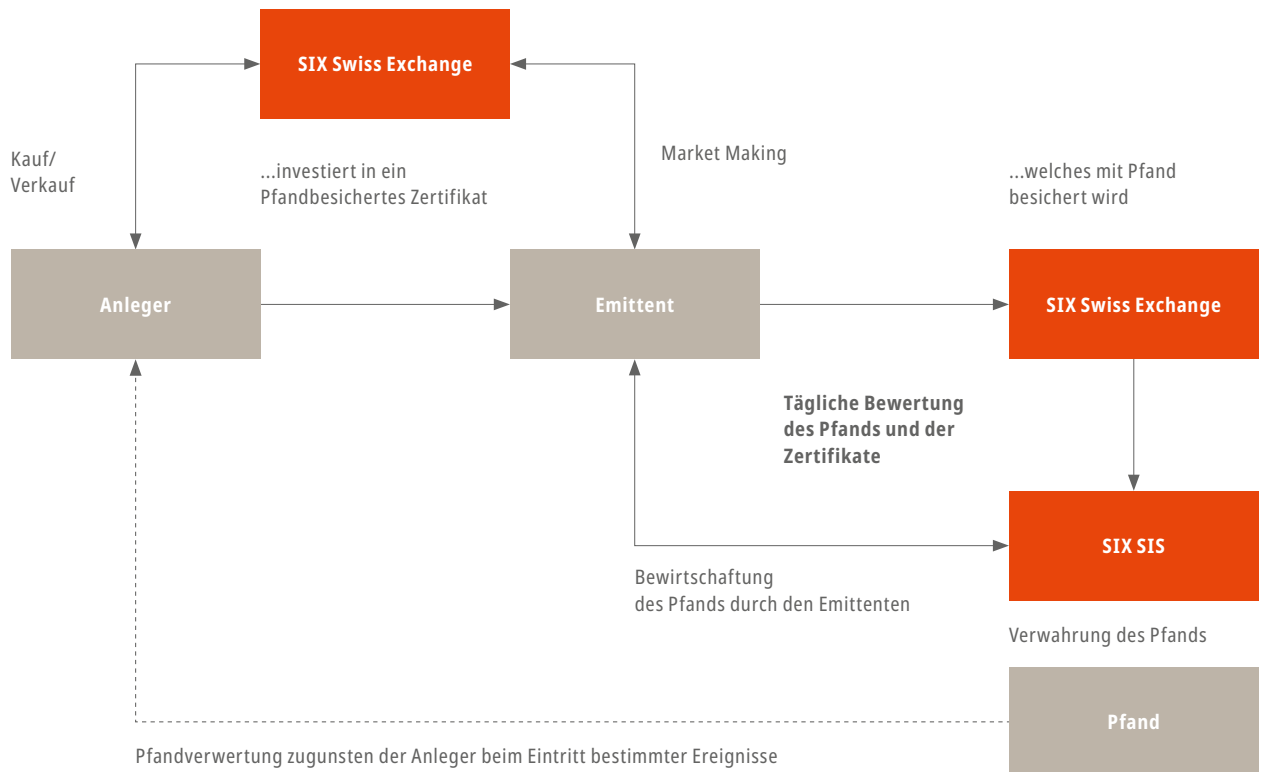 SIX Swiss Exchange
Kauf/
Verkauf
...investiert in ein
Pfandbesichertes Zertifikat
Market Making
...welches mit Pfand
besichert wird
Anleger
Emittent
SIX Swiss Exchange
Tägliche Bewertung
des Pfands und der
Zertifikate
SIX SIS
Bewirtschaftung
des Pfands durch den Emittenten
Verwahrung des Pfands
Pfand
Pfandverwertung zugunsten der Anleger beim Eintritt bestimmter Ereignisse